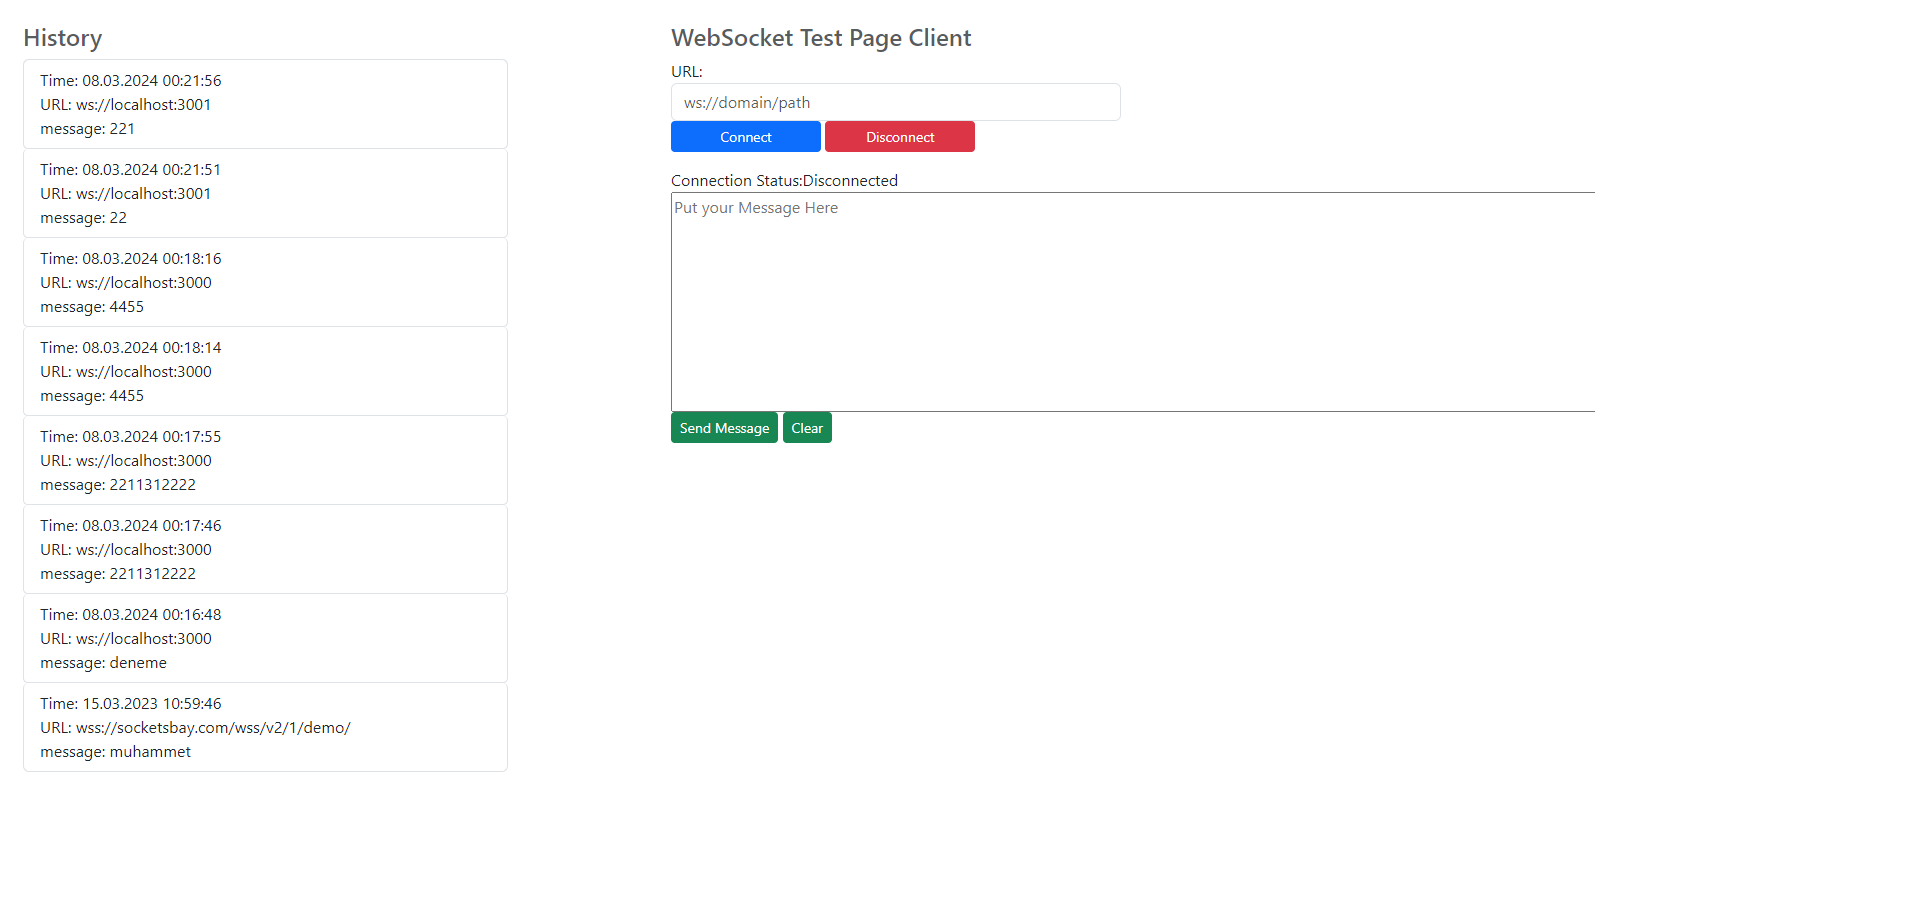 History
Time: 08.03.2024 00:21:56
URL: ws://localhost:3001
message: 221
Time: 08.03.2024 00:21:51
URL: ws://localhost:3001
message: 22
Time: 08.03.2024 00:18:16
URL: ws://localhost:3000
message: 4455
Time: 08.03.2024 00:18:14
URL: ws://localhost:3000
message: 4455
Time: 08.03.2024 00:17:55
URL: ws://localhost:3000
message: 2211312222
Time: 08.03.2024 00:17:46
URL: ws://localhost:3000
message: 2211312222
Time: 08.03.2024 00:16:48
URL: ws://localhost:3000
message: deneme
Time: 15.03.2023 10:59:46
URL: wss://socketsbay.com/wss/v2/1/demo/
message: muhammet
WebSocket Test Page Client
URL:
ws://domain/path
Connect Disconnect
Connection Status:Disconnected
Put your Message Here
Send Message Clear